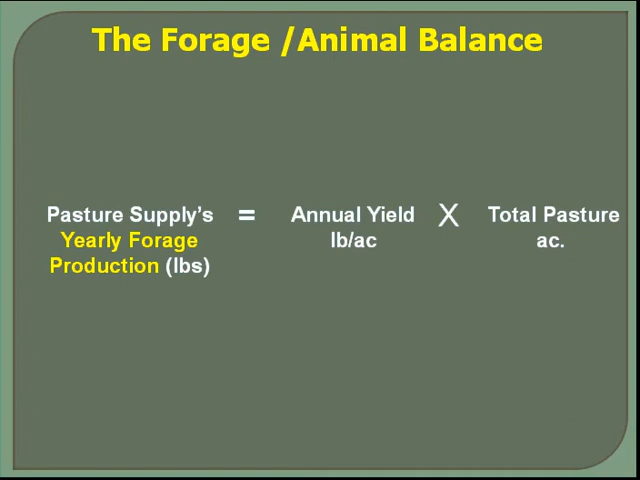 The Forage /Animal Balance
Pasture Supply's = Annual Yield X Total Pasture
Yearly Forage lb/ac ac.
Production (lbs)